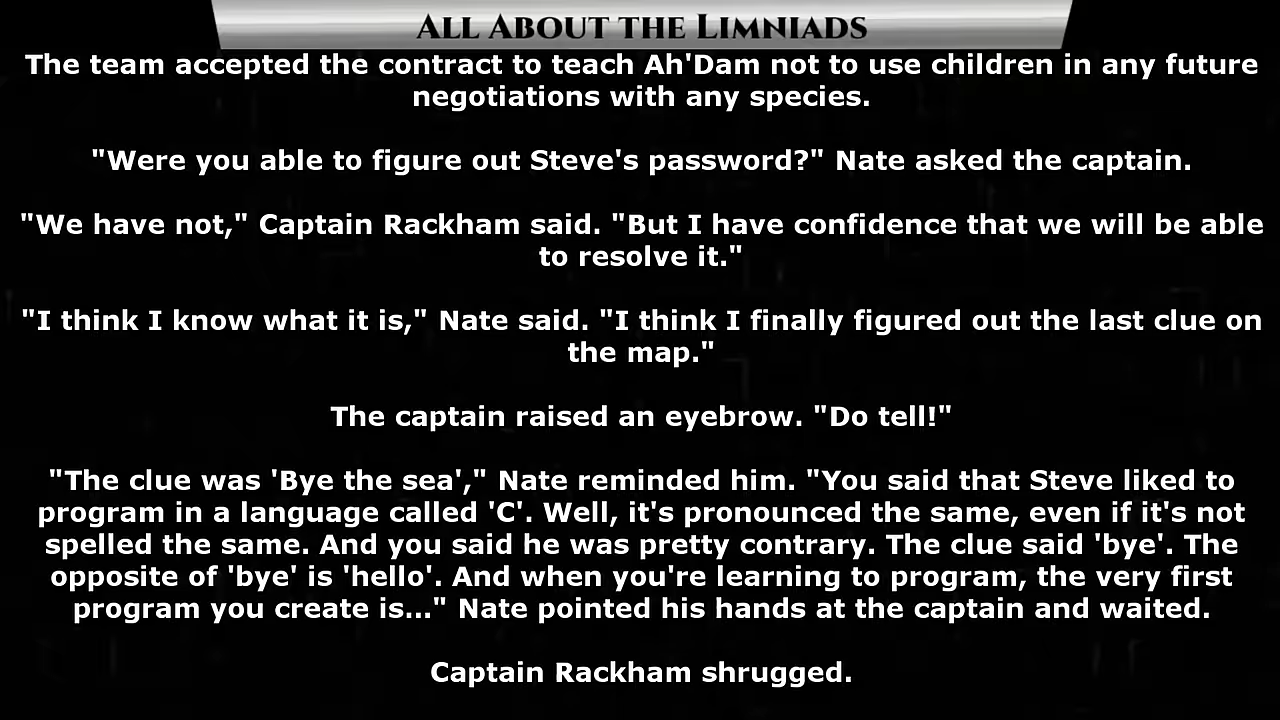 All About the Limniads
The team accepted the contract to teach Ah'Dam not to use children in any future
negotiations with any species.
"Were you able to figure out Steve's password?" Nate asked the captain.
"We have not," Captain Rackham said. "But I have confidence that we will be able
to resolve it."
"I think I know what it is," Nate said. "I think I finally figured out the last clue on
the map."
The captain raised an eyebrow. "Do tell!"
"The clue was 'Bye the sea'," Nate reminded him. "You said that Steve liked to
program in a language called 'C'. Well, it's pronounced the same, even if it's not
spelled the same. And you said he was pretty contrary. The clue said 'bye'. The
opposite of 'bye' is 'hello'. And when you're learning to program, the very first
program you create is..." Nate pointed his hands at the captain and waited.
Captain Rackham shrugged.